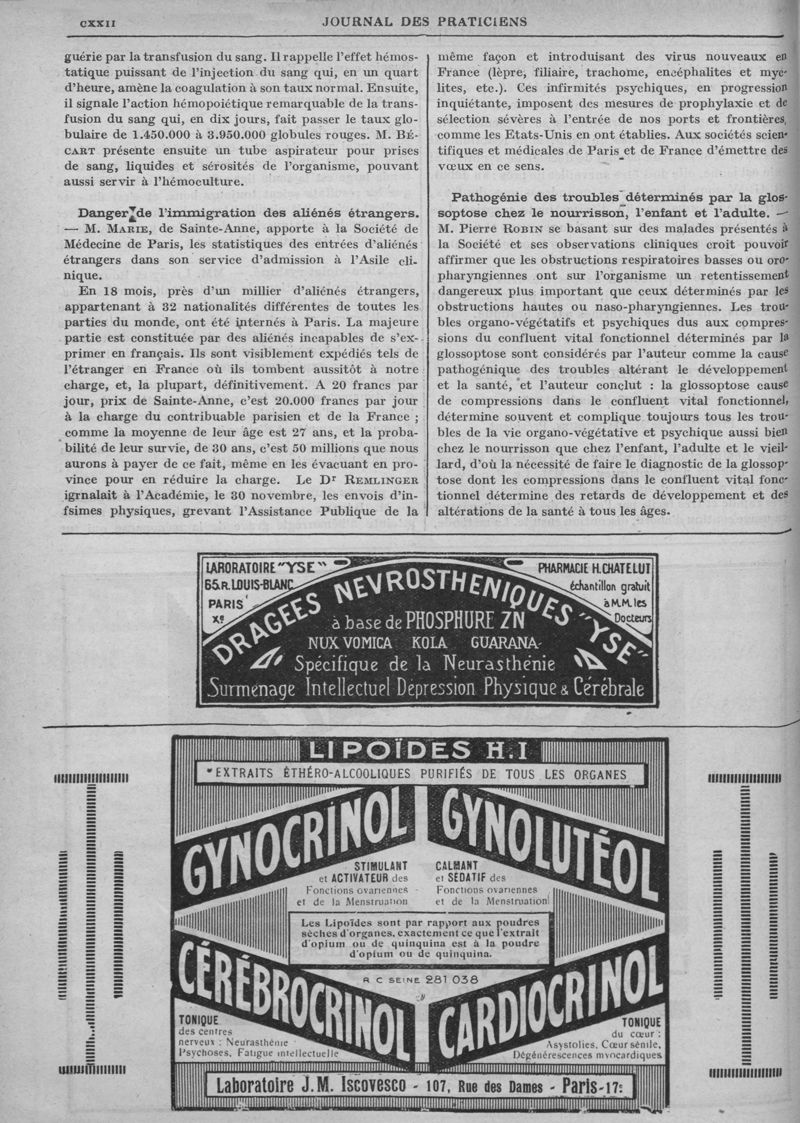 CXXII
JOURNAL DES PRATICIENS
guérie par la transfusion du sang. Il rappelle l'effet hémos-
tatique puissant de l'injection du sang qui, en un quart
d'heure, amène la coagulation à son taux normal. Ensuite,
il signale l'action hémopoiétique remarquable de la trans-
fusion du sang qui, en dix jours, fait passer le taux glo-
bulaire de 1.450.000 à 3.950.000 globules rouges. M. BÉ-
CART présente ensuite un tube aspirateur pour prises
de sang, liquides et sérosités de l'organisme, pouvant
aussi servir à l'hémoculture.
Danger de l'immigration des aliénés étrangers.
— M. MARIE, de Sainte-Anne, apporte à la Société de
Médecine de Paris, les statistiques des entrées d'aliénés
étrangers dans son service d'admission à l'Asile cli-
nique.
En 18 mois, près d'un millier d'aliénés étrangers,
appartenant à 32 nationalités différentes de toutes les
parties du monde, ont été internés à Paris. La majeure
partie est constituée par des aliénés incapables de s'ex-
primer en français. Ils sont visiblement expédiés tels de
l'étranger en France où ils tombent aussitôt à notre
charge, et, la plupart, définitivement. A 20 francs par
jour, prix de Sainte-Anne, c'est 20.000 francs par jour
à la charge du contribuable parisien et de la France ;
comme la moyenne de leur âge est 27 ans, et la proba-
bilité de leur survie, de 30 ans, c'est 50 millions que nous
aurons à payer de ce fait, même en les évacuant en pro-
vince pour en réduire la charge. Le Dr REMLINGER
igrnalait à l'Académie, le 30 novembre, les envois d'in-
fsimes physiques, grevant l'Assistance Publique de la
même façon et introduisant des virus nouveaux en
France (lèpre, filiaire, trachome, encéphalites et myé-
lites, etc.). Ces infirmités psychiques, en progression
inquiétante, imposent des mesures de prophylaxie et de
sélection sévères à l'entrée de nos ports et frontières,
comme les Etats-Unis en ont établies. Aux sociétés scien-
tifiques et médicales de Paris et de France d'émettre des
vœux en ce sens.
Pathogénie des troubles déterminés par la glos-
soptose chez le nourrisson, l'enfant et l'adulte. —
M. Pierre ROBIN se basant sur des malades présentés à
la Société et ses observations cliniques croit pouvoir
affirmer que les obstructions respiratoires basses ou oro-
pharyngiennes ont sur l'organisme un retentissement
dangereux plus important que ceux déterminés par les
obstructions hautes ou naso-pharyngiennes. Les trou-
bles organo-végétatifs et psychiques dus aux compres-
sions du confluent vital fonctionnel déterminés par la
glossoptose sont considérés par l'auteur comme la cause
pathogénique des troubles altérant le développement
et la santé, et l'auteur conclut : la glossoptose cause
de compressions dans le confluent vital fonctionnel,
détermine souvent et complique toujours tous les trou-
bles de la vie organo-végétative et psychique aussi bien
chez le nourrisson que chez l'enfant, l'adulte et le vieil-
lard, d'où la nécessité de faire le diagnostic de la glossop-
tose dont les compressions dans le confluent vital fonc-
tionnel détermine des retards de développement et des
altérations de la santé à tous les âges.
LABORATOIRE "YSE"
65.R. LOUIS-BLANC
PARIS
Xe
PHARMACIE H. CHATELUT
échantillon gratuit
à M.M. les
Docteurs
DRAGÉES NEVROSTHENIQUES "YSE"
à base de PHOSPHURE ZN
NUX VOMICA KOLA GUARANA
Spécifique de la Neurasthénie
Surménage Intellectuel Dépression Physique & Cérébrale
LIPOÏDES H.I
EXTRAITS ÉTHÉRO-ALCOOLIQUES PURIFIÉS DE TOUS LES ORGANES
GYNOCRINOL
STIMULANT
et ACTIVATEUR des
Fonctions ovariennes
et de la Menstruation
GYNOLUTÉOL
CALMANT
et SÉDATIF des
Fonctions ovariennes
et de la Menstruation
Les Lipoïdes sont par rapport aux poudres
sèches d'organes, exactement ce que l'extrait
d'opium ou de quinquina est à la poudre
d'opium ou de quinquina.
R C SEINE 281 038
CÉRÉBROCRINOL
TONIQUE
des centres
nerveux : Neurasthénie
Psychoses, Fatigue intellectuelle
CARDIOCRINOL
TONIQUE
du cœur :
Asystolies, Cœur sénile,
Dégénérescences myocardiques
Laboratoire J.M. ISCOVESCO - 107, Rue des Dames - Paris-17e